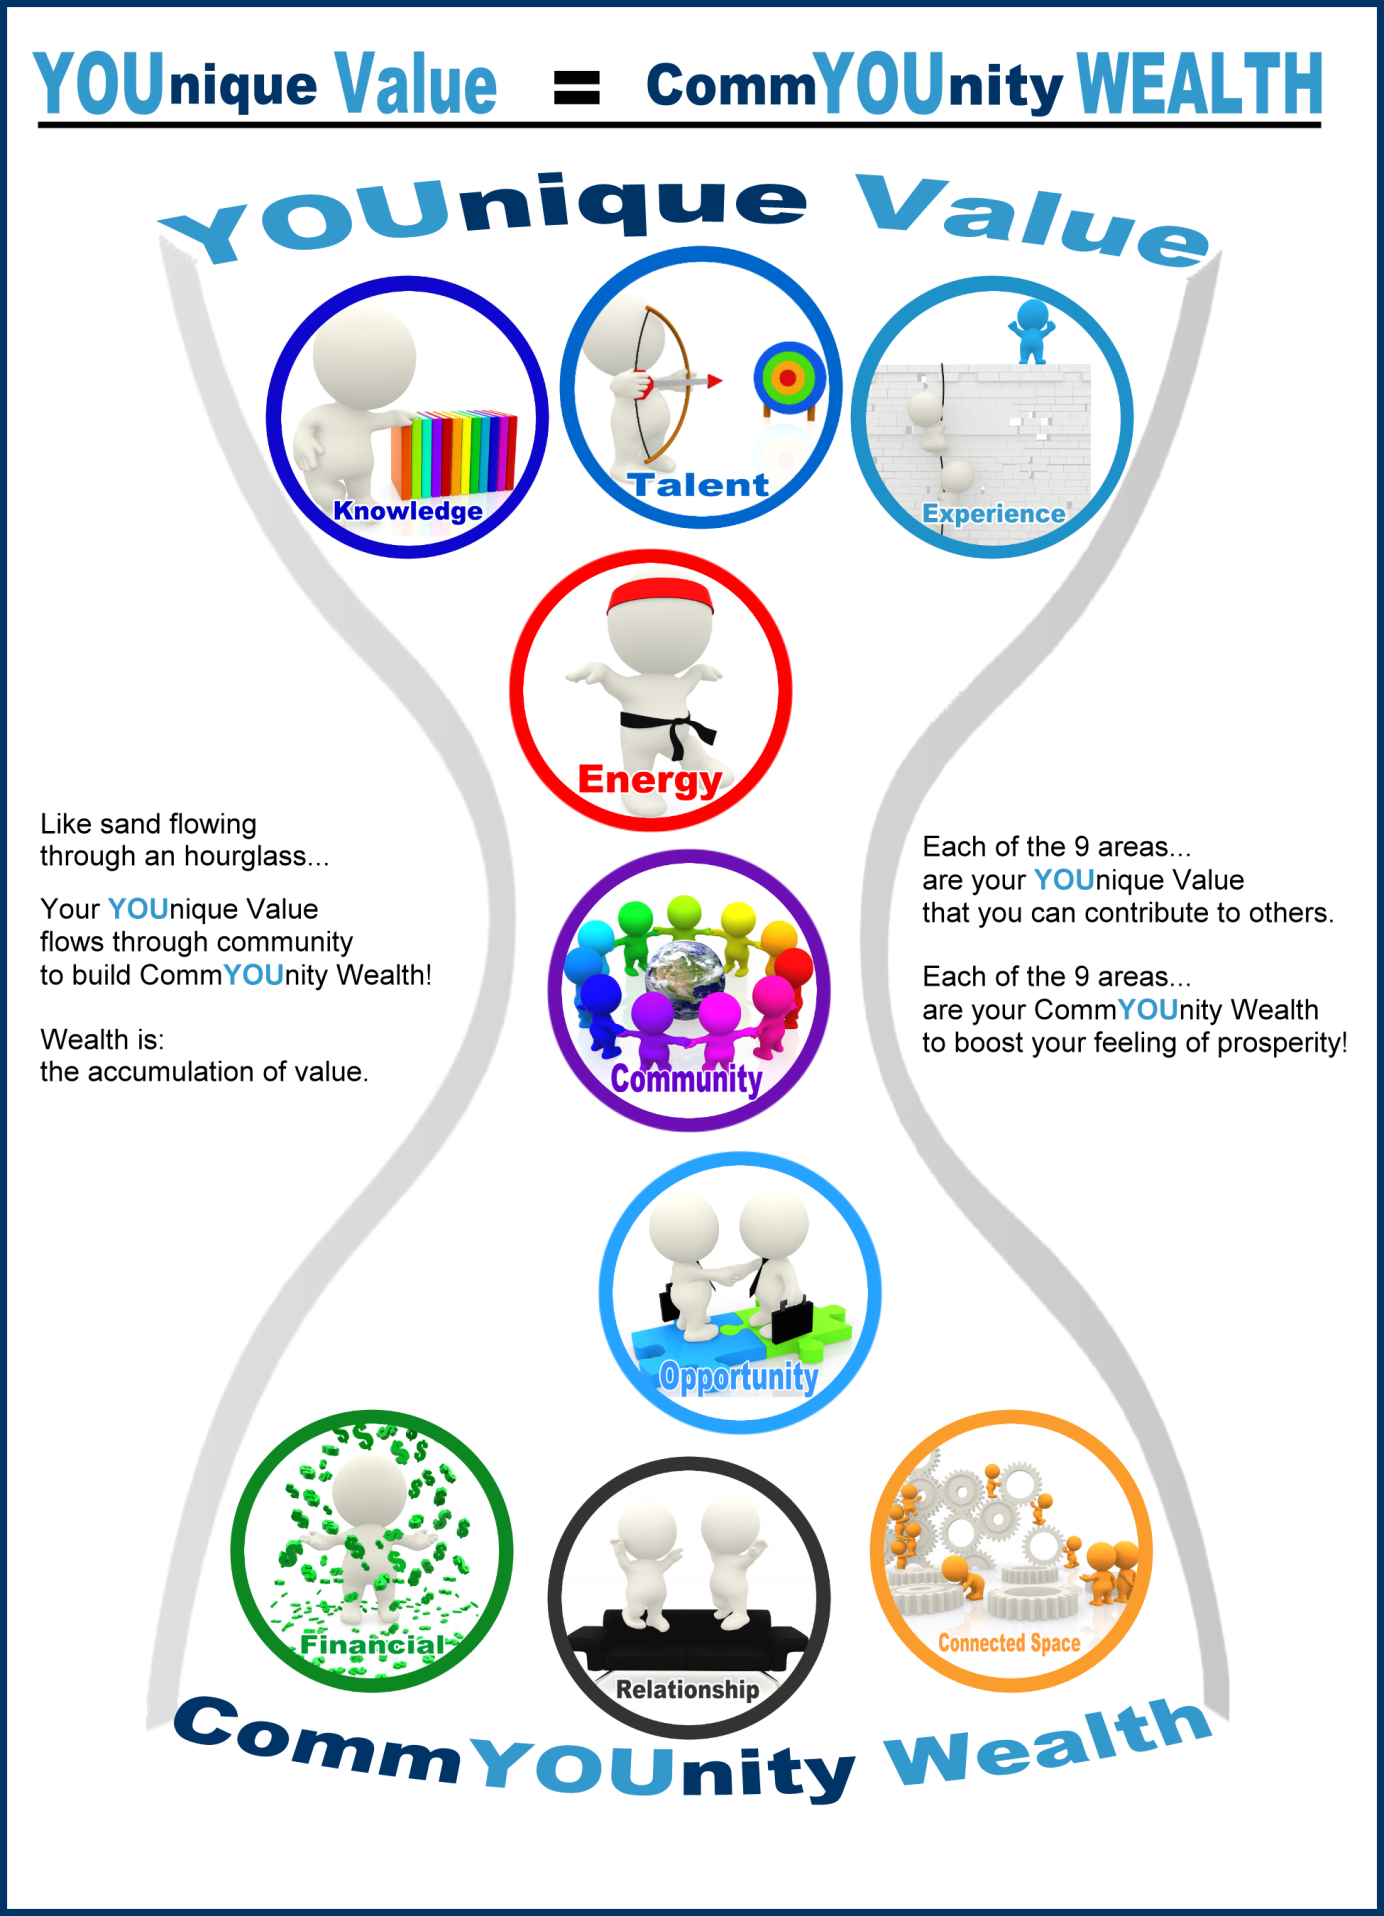 YOUnique Value = CommYOUnity WEALTH
YOUnique Value
Knowledge
Talent
Experience
Energy
Like sand flowing
through an hourglass...
Your YOUnique Value
flows through community
to build CommYOUnity Wealth!
Wealth is:
the accumulation of value.
Each of the 9 areas...
are your YOUnique Value
that you can contribute to others.
Each of the 9 areas...
are your CommYOUnity Wealth
to boost your feeling of prosperity!
Community
Opportunity
Financial
Relationship
Connected Space
CommYOUnity Wealth